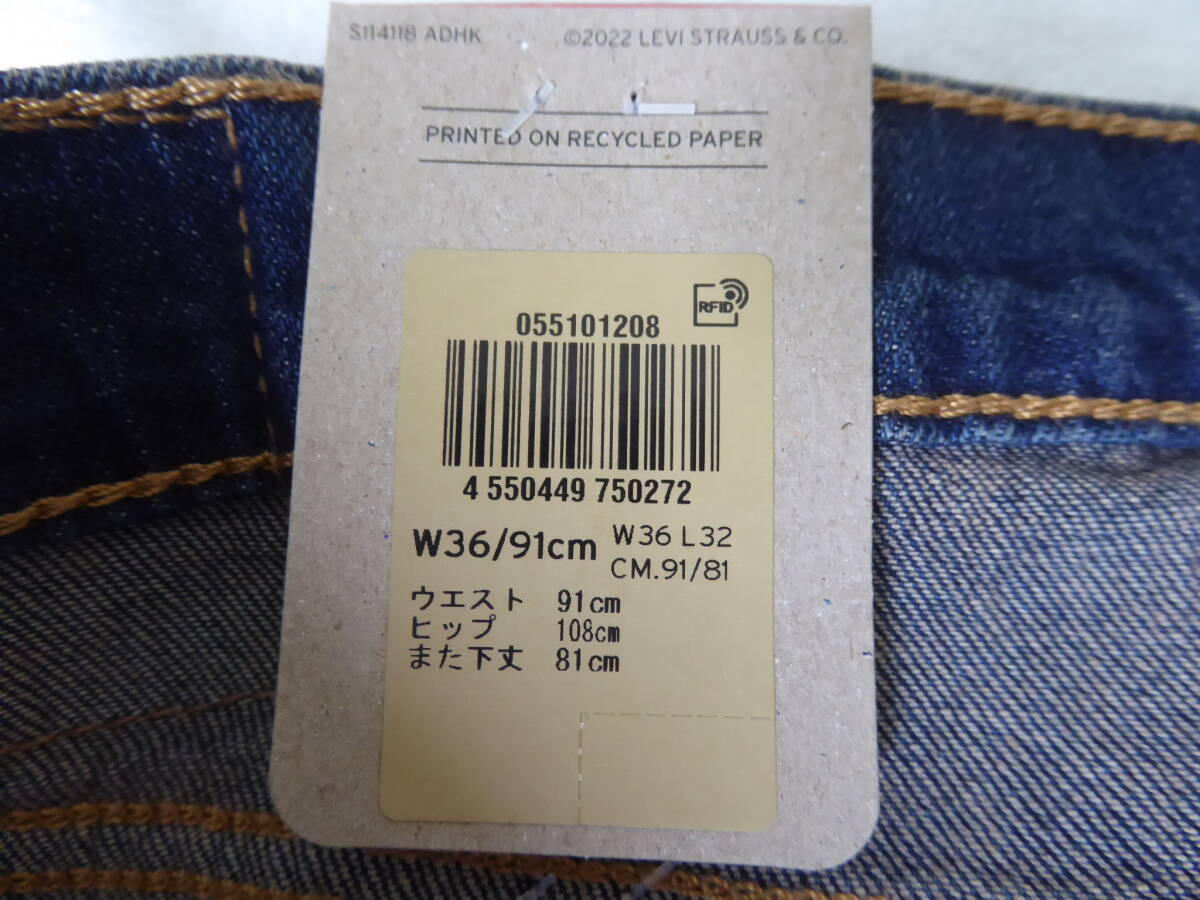 S114118 ADHK ©2022 LEVI STRAUSS & CO.
PRINTED ON RECYCLED PAPER
RFID
055101208
4 550449 750272
W36/91cm W36 L32
CM.91/81
ウエスト 91cm
ヒップ 108cm
また下丈 81cm